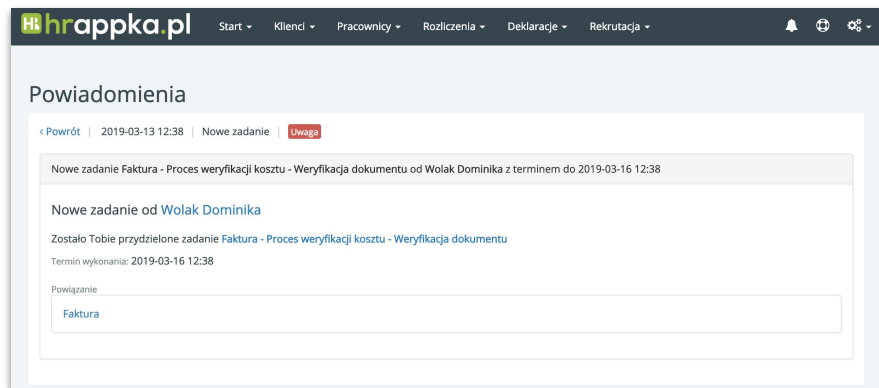 HR hrappka.pl Start Klienci Pracownicy Rozliczenia Deklaracje Rekrutacja
Powiadomienia
< Powrót | 2019-03-13 12:38 | Nowe zadanie | Uwaga
Nowe zadanie Faktura - Proces weryfikacji kosztu - Weryfikacja dokumentu od Wolak Dominika z terminem do 2019-03-16 12:38
Nowe zadanie od Wolak Dominika
Zostało Tobie przydzielone zadanie Faktura - Proces weryfikacji kosztu - Weryfikacja dokumentu
Termin wykonania: 2019-03-16 12:38
Powiązanie
Faktura